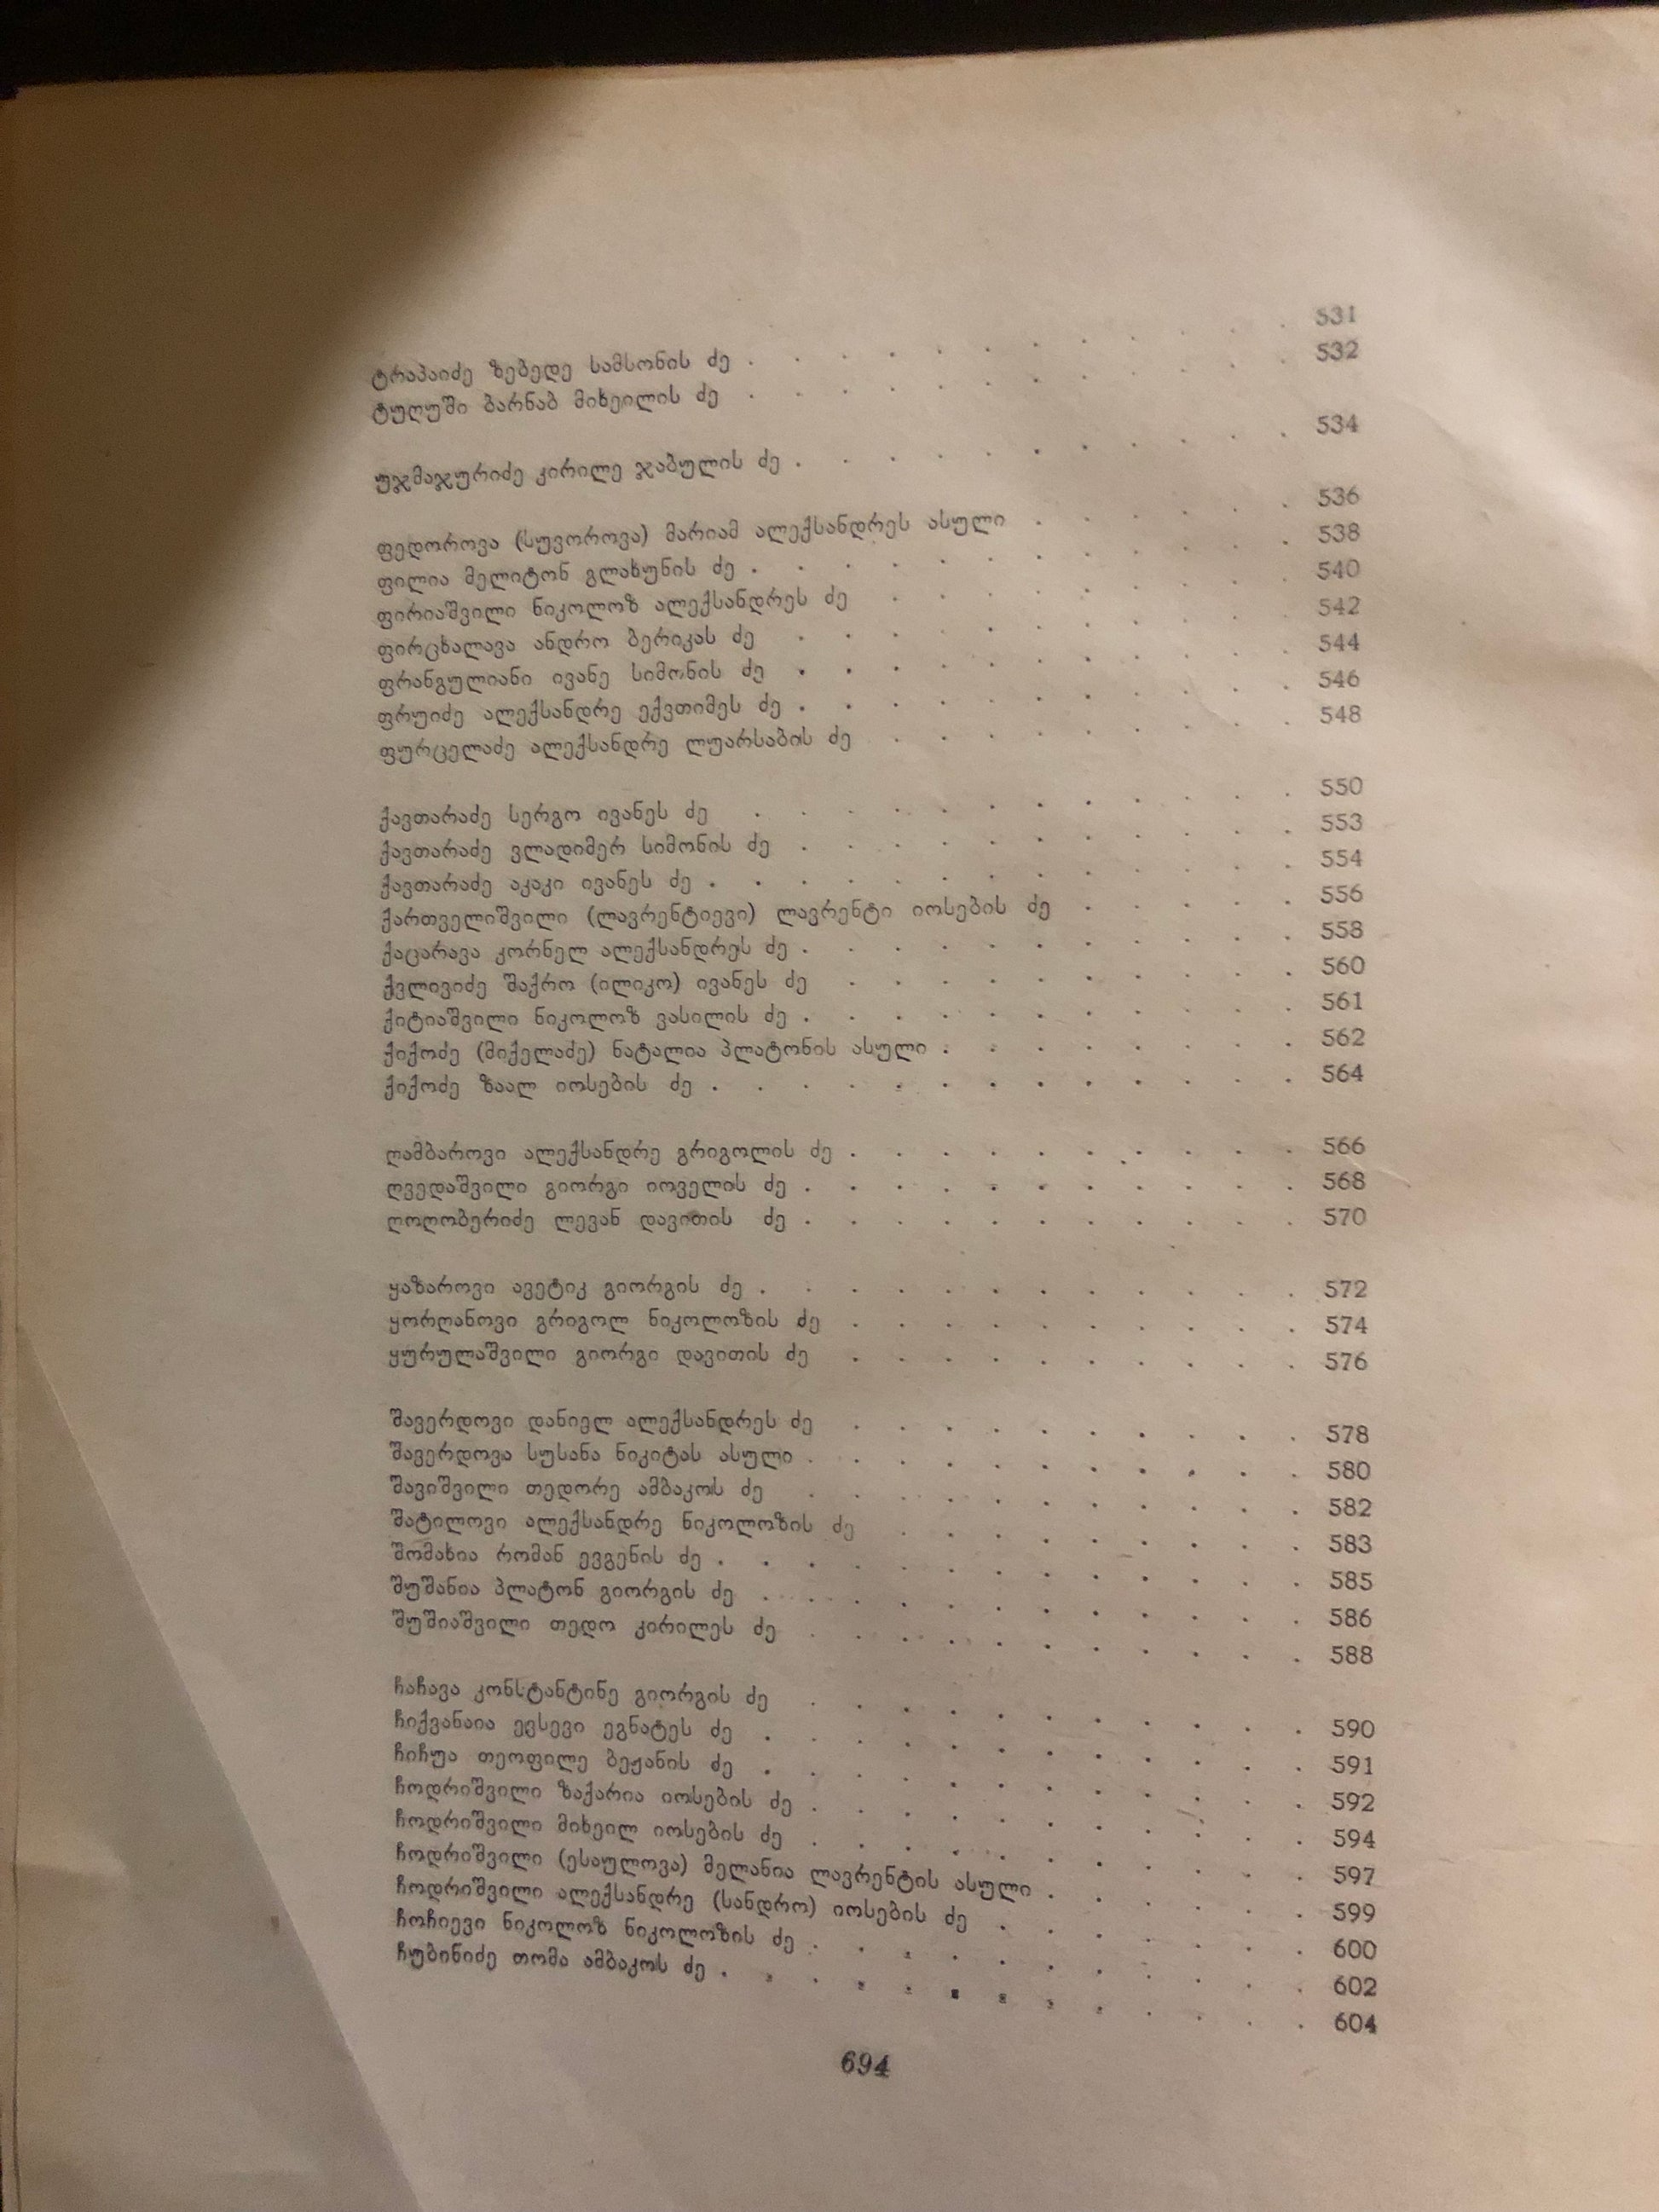 ტრაპაიძე ზებედე სამსონის ძე . . . . . . . . . . . . 531
ტუღუში ბარნაბ მიხეილის ძე . . . . . . . . . . . . 532
უჯმაჯურიძე კირილე ჯაბულის ძე . . . . . . . . . . . 534
ფედოროვა (სუვოროვა) მარიამ ალექსანდრეს ასული . . . . . . 536
ფილია მელიტონ გლახუნის ძე . . . . . . . . . . . . 538
ფირიაშვილი ნიკოლოზ ალექსანდრეს ძე . . . . . . . . . 540
ფირცხალავა ანდრო ბერიკას ძე . . . . . . . . . . . 542
ფრანგულიანი ივანე სიმონის ძე . . . . . . . . . . . 544
ფრუიძე ალექსანდრე ექვთიმეს ძე . . . . . . . . . . . 546
ფურცელაძე ალექსანდრე ლუარსაბის ძე . . . . . . . . . 548
ქავთარაძე სერგო ივანეს ძე . . . . . . . . . . . . 550
ქავთარაძე ვლადიმერ სიმონის ძე . . . . . . . . . . . 553
ქავთარაძე აკაკი ივანეს ძე . . . . . . . . . . . . . 554
ქართველიშვილი (ლავრენტიევი) ლავრენტი იოსების ძე . . . . . 556
ქაცარავა კორნელ ალექსანდრეს ძე . . . . . . . . . . . 558
ქვლივიძე შაქრო (ილიკო) ივანეს ძე . . . . . . . . . . 560
ქიტიაშვილი ნიკოლოზ ვასილის ძე . . . . . . . . . . . 561
ქიქოძე (მიქელაძე) ნატალია პლატონის ასული . . . . . . . . 562
ქიქოძე ზაალ იოსების ძე . . . . . . . . . . . . . 564
ღამბაროვი ალექსანდრე გრიგოლის ძე . . . . . . . . . . 566
ღვედაშვილი გიორგი იოველის ძე . . . . . . . . . . . 568
ღოღობერიძე ლევან დავითის ძე . . . . . . . . . . . 570
ყაზაროვი ავეტიკ გიორგის ძე . . . . . . . . . . . . 572
ყორღანოვი გრიგოლ ნიკოლოზის ძე . . . . . . . . . . 574
ყურულაშვილი გიორგი დავითის ძე . . . . . . . . . . 576
შავერდოვი დანიელ ალექსანდრეს ძე . . . . . . . . . . 578
შავერდოვა სუსანა ნიკიტას ასული . . . . . . . . . . . 580
შავიშვილი თედორე ამბაკოს ძე . . . . . . . . . . . 582
შატილოვი ალექსანდრე ნიკოლოზის ძე . . . . . . . . . 583
შომახია რომან ევგენის ძე . . . . . . . . . . . . . 585
შუშანია პლატონ გიორგის ძე . . . . . . . . . . . . 586
შუშიაშვილი თედო კირილეს ძე . . . . . . . . . . . 588
ჩაჩავა კონსტანტინე გიორგის ძე . . . . . . . . . . . 590
ჩიქვანაია ევსევი ეგნატეს ძე . . . . . . . . . . . . 591
ჩიჩუა თეოფილე ბეჟანის ძე . . . . . . . . . . . . 592
ჩოდრიშვილი ზაქარია იოსების ძე . . . . . . . . . . . 594
ჩოდრიშვილი მიხეილ იოსების ძე . . . . . . . . . . . 597
ჩოდრიშვილი (ესაულოვა) მელანია ლავრენტის ასული . . . . . . 599
ჩოდრიშვილი ალექსანდრე (სანდრო) იოსების ძე . . . . . . . 600
ჩოჩიევი ნიკოლოზ ნიკოლოზის ძე . . . . . . . . . . . 602
ჩუბინიძე თომა ამბაკოს ძე . . . . . . . . . . . . . 604
694